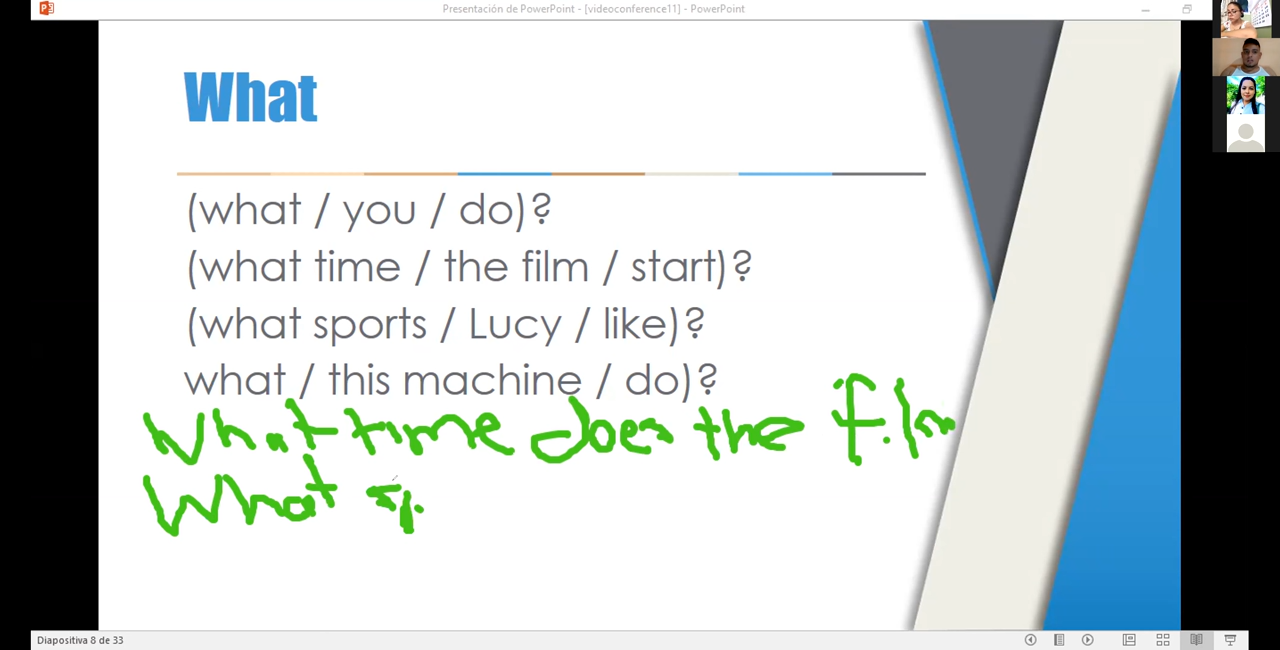 Presentación de PowerPoint - [videoconference11] - PowerPoint
What
(what / you / do)?
(what time / the film / start)?
(what sports / Lucy / like)?
what / this machine / do)?
What time does the film
What sp
Diapositiva 8 de 33